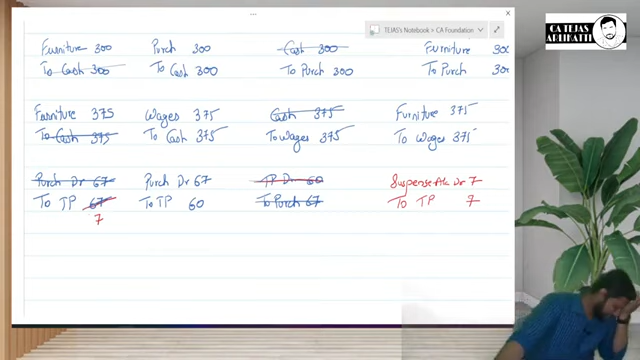 TEJAS's Notebook > CA Foundation
CA TEJAS
ARLIKATTI
Furniture 300
To Cash 300
Purch 300
To Cash 300
Cash 300
To Purch 300
Furniture 300
To Purch 300
Farniture 375
To Cash 375
Wages 375
To Cash 375
Cash 375
To Wages 375
Furniture 375
To Wages 375
Purch Dr 67
To TP 67
7
Purch Dr 67
To TP 60
TP Dr 60
To Purch 67
Suspense A/c Dr 7
To TP 7